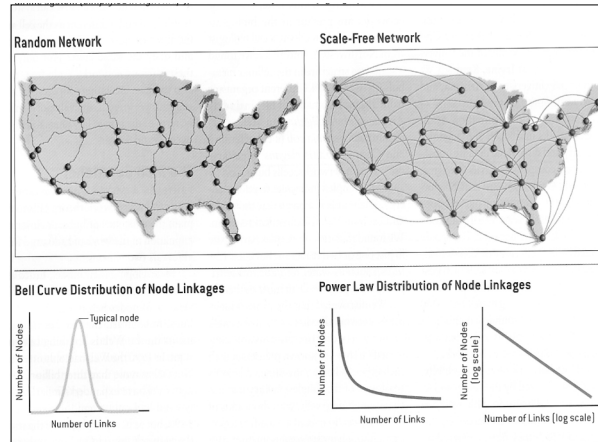 Random Network
Scale-Free Network
Bell Curve Distribution of Node Linkages
Typical node
Number of Nodes
Number of Links
Power Law Distribution of Node Linkages
Number of Nodes
Number of Links
Number of Nodes
[log scale]
Number of Links [log scale]